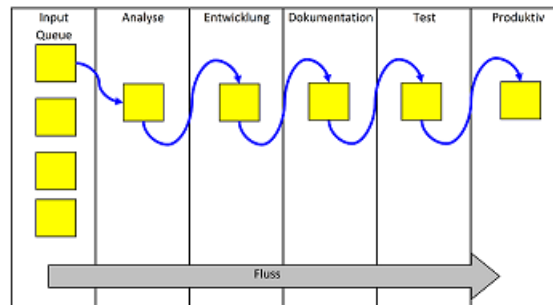 Input
Queue
Analyse
Entwicklung
Dokumentation
Test
Produktiv
Fluss